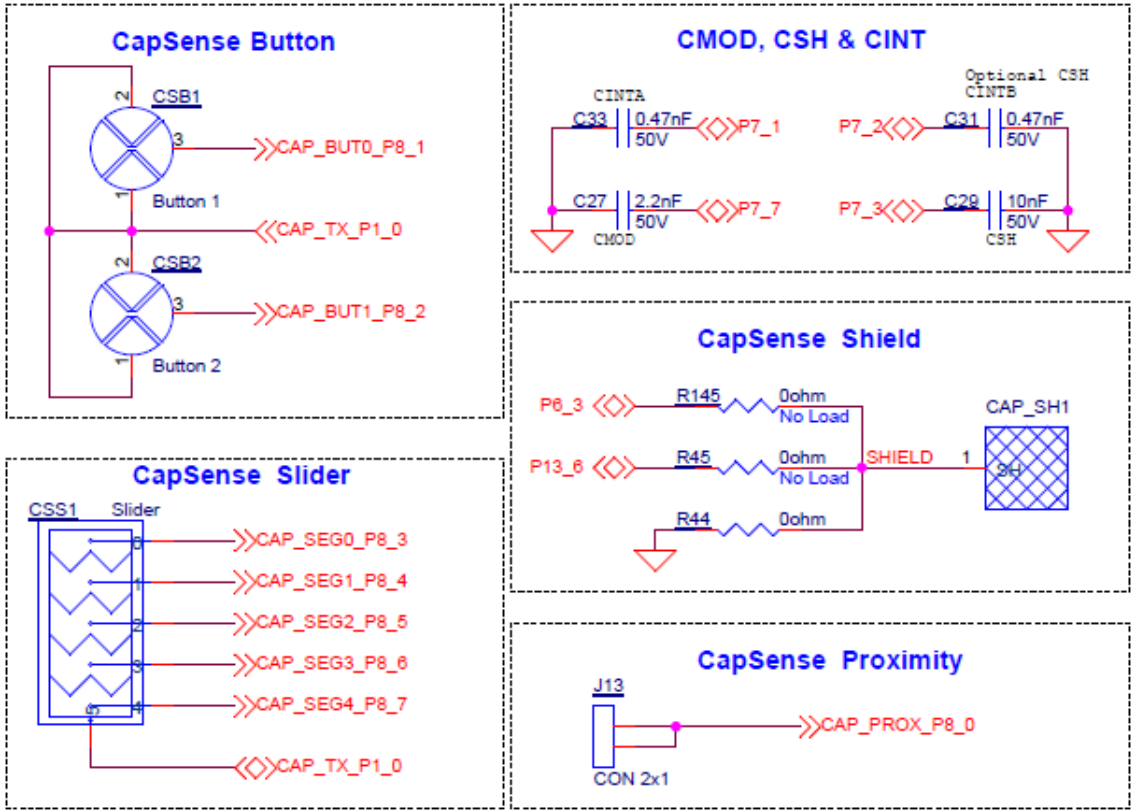 CapSense Button
2
CSB1
3
CAP_BUT0_P8_1
1
Button 1
CAP_TX_P1_0
2
CSB2
3
CAP_BUT1_P8_2
1
Button 2
CMOD, CSH & CINT
Optional CSH
CINTA
CINTB
C33
0.47nF
50V
P7_1
P7_2
C31
0.47nF
50V
C27
2.2nF
50V
P7_7
P7_3
C29
10nF
50V
CMOD
CSH
CapSense Shield
P6_3
R145
0ohm
No Load
CAP_SH1
P13_6
R45
0ohm
No Load
SHIELD
1
SH
R44
0ohm
CapSense Slider
CSS1
Slider
0
CAP_SEG0_P8_3
1
CAP_SEG1_P8_4
2
CAP_SEG2_P8_5
3
CAP_SEG3_P8_6
4
CAP_SEG4_P8_7
5
CAP_TX_P1_0
CapSense Proximity
J13
CAP_PROX_P8_0
CON 2x1